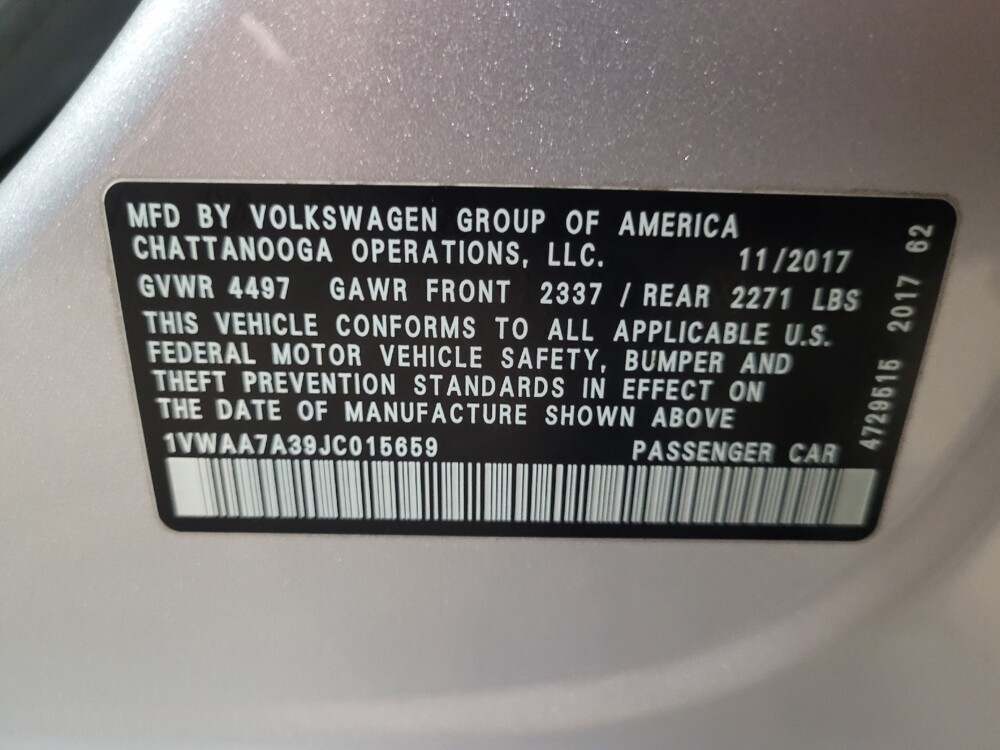 MFD BY VOLKSWAGEN GROUP OF AMERICA
CHATTANOOGA OPERATIONS, LLC. 11/2017
GVWR 4497 GAWR FRONT 2337 / REAR 2271 LBS
THIS VEHICLE CONFORMS TO ALL APPLICABLE U.S.
FEDERAL MOTOR VEHICLE SAFETY, BUMPER AND
THEFT PREVENTION STANDARDS IN EFFECT ON
THE DATE OF MANUFACTURE SHOWN ABOVE
1VWAA7A39JC015659 PASSENGER CAR
4729515 2017 62